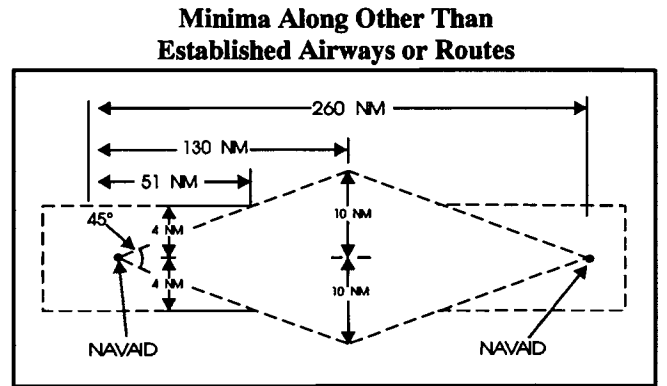 Minima Along Other Than
Established Airways or Routes
260 NM
130 NM
51 NM
45°
4 NM
10 NM
4 NM
10 NM
NAVAID
NAVAID